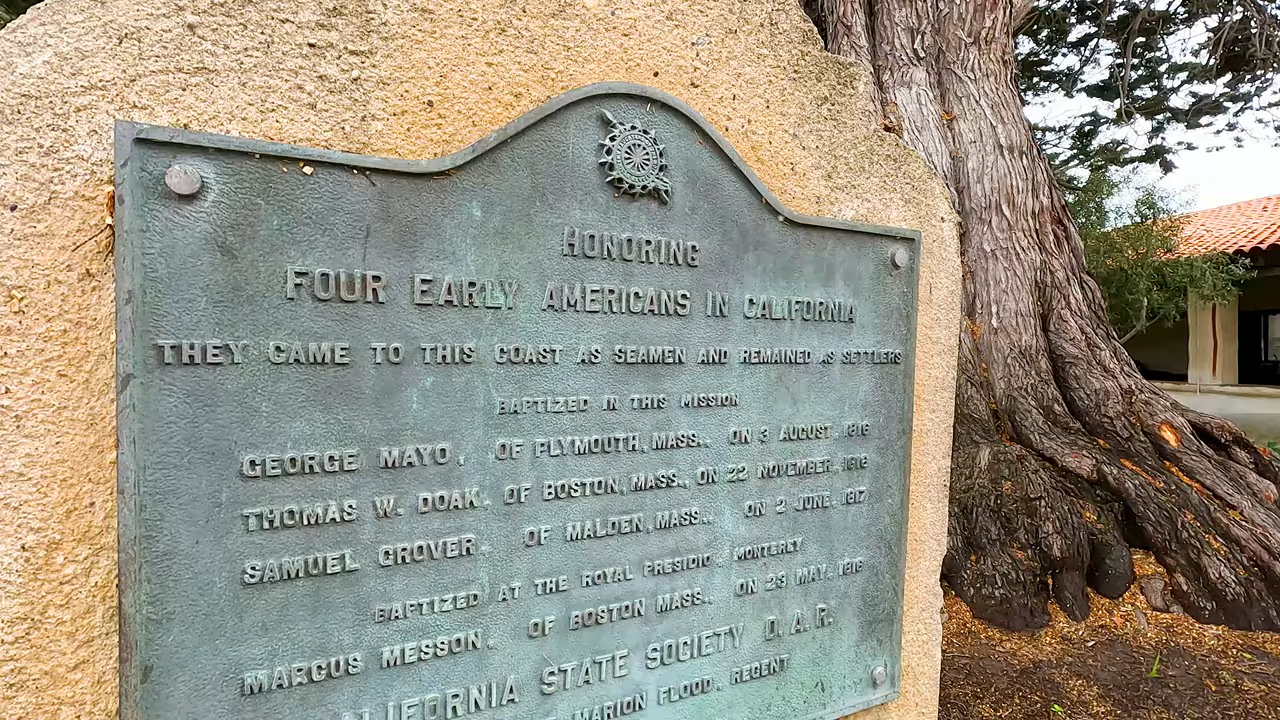 HONORING
FOUR EARLY AMERICANS IN CALIFORNIA
THEY CAME TO THIS COAST AS SEAMEN AND REMAINED AS SETTLERS
BAPTIZED IN THIS MISSION
GEORGE MAYO, OF PLYMOUTH, MASS., ON 3 AUGUST, 1816
THOMAS W. DOAK, OF BOSTON, MASS., ON 22 NOVEMBER, 1816
SAMUEL GROVER, OF MALDEN, MASS., ON 2 JUNE, 1817
BAPTIZED AT THE ROYAL PRESIDIO, MONTEREY
MARCUS MESSON, OF BOSTON MASS., ON 23 MAY, 1816
ALIFORNIA STATE SOCIETY D.A.R.
MARION FLOOD, REGENT